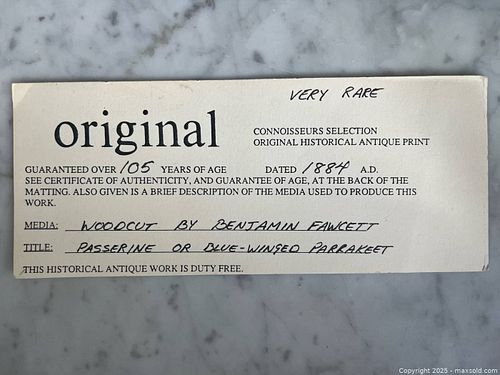 VERY RARE
original
CONNOISSEURS SELECTION
ORIGINAL HISTORICAL ANTIQUE PRINT
GUARANTEED OVER 105 YEARS OF AGE DATED 1884 A.D.
SEE CERTIFICATE OF AUTHENTICITY, AND GUARANTEE OF AGE, AT THE BACK OF THE
MATTING. ALSO GIVEN IS A BRIEF DESCRIPTION OF THE MEDIA USED TO PRODUCE THIS
WORK.
MEDIA: WOODCUT BY BENJAMIN FAWCETT
TITLE: PASSERINE OR BLUE-WINGED PARRAKEET
THIS HISTORICAL ANTIQUE WORK IS DUTY FREE.
Copyright 2025 - maxsold.com